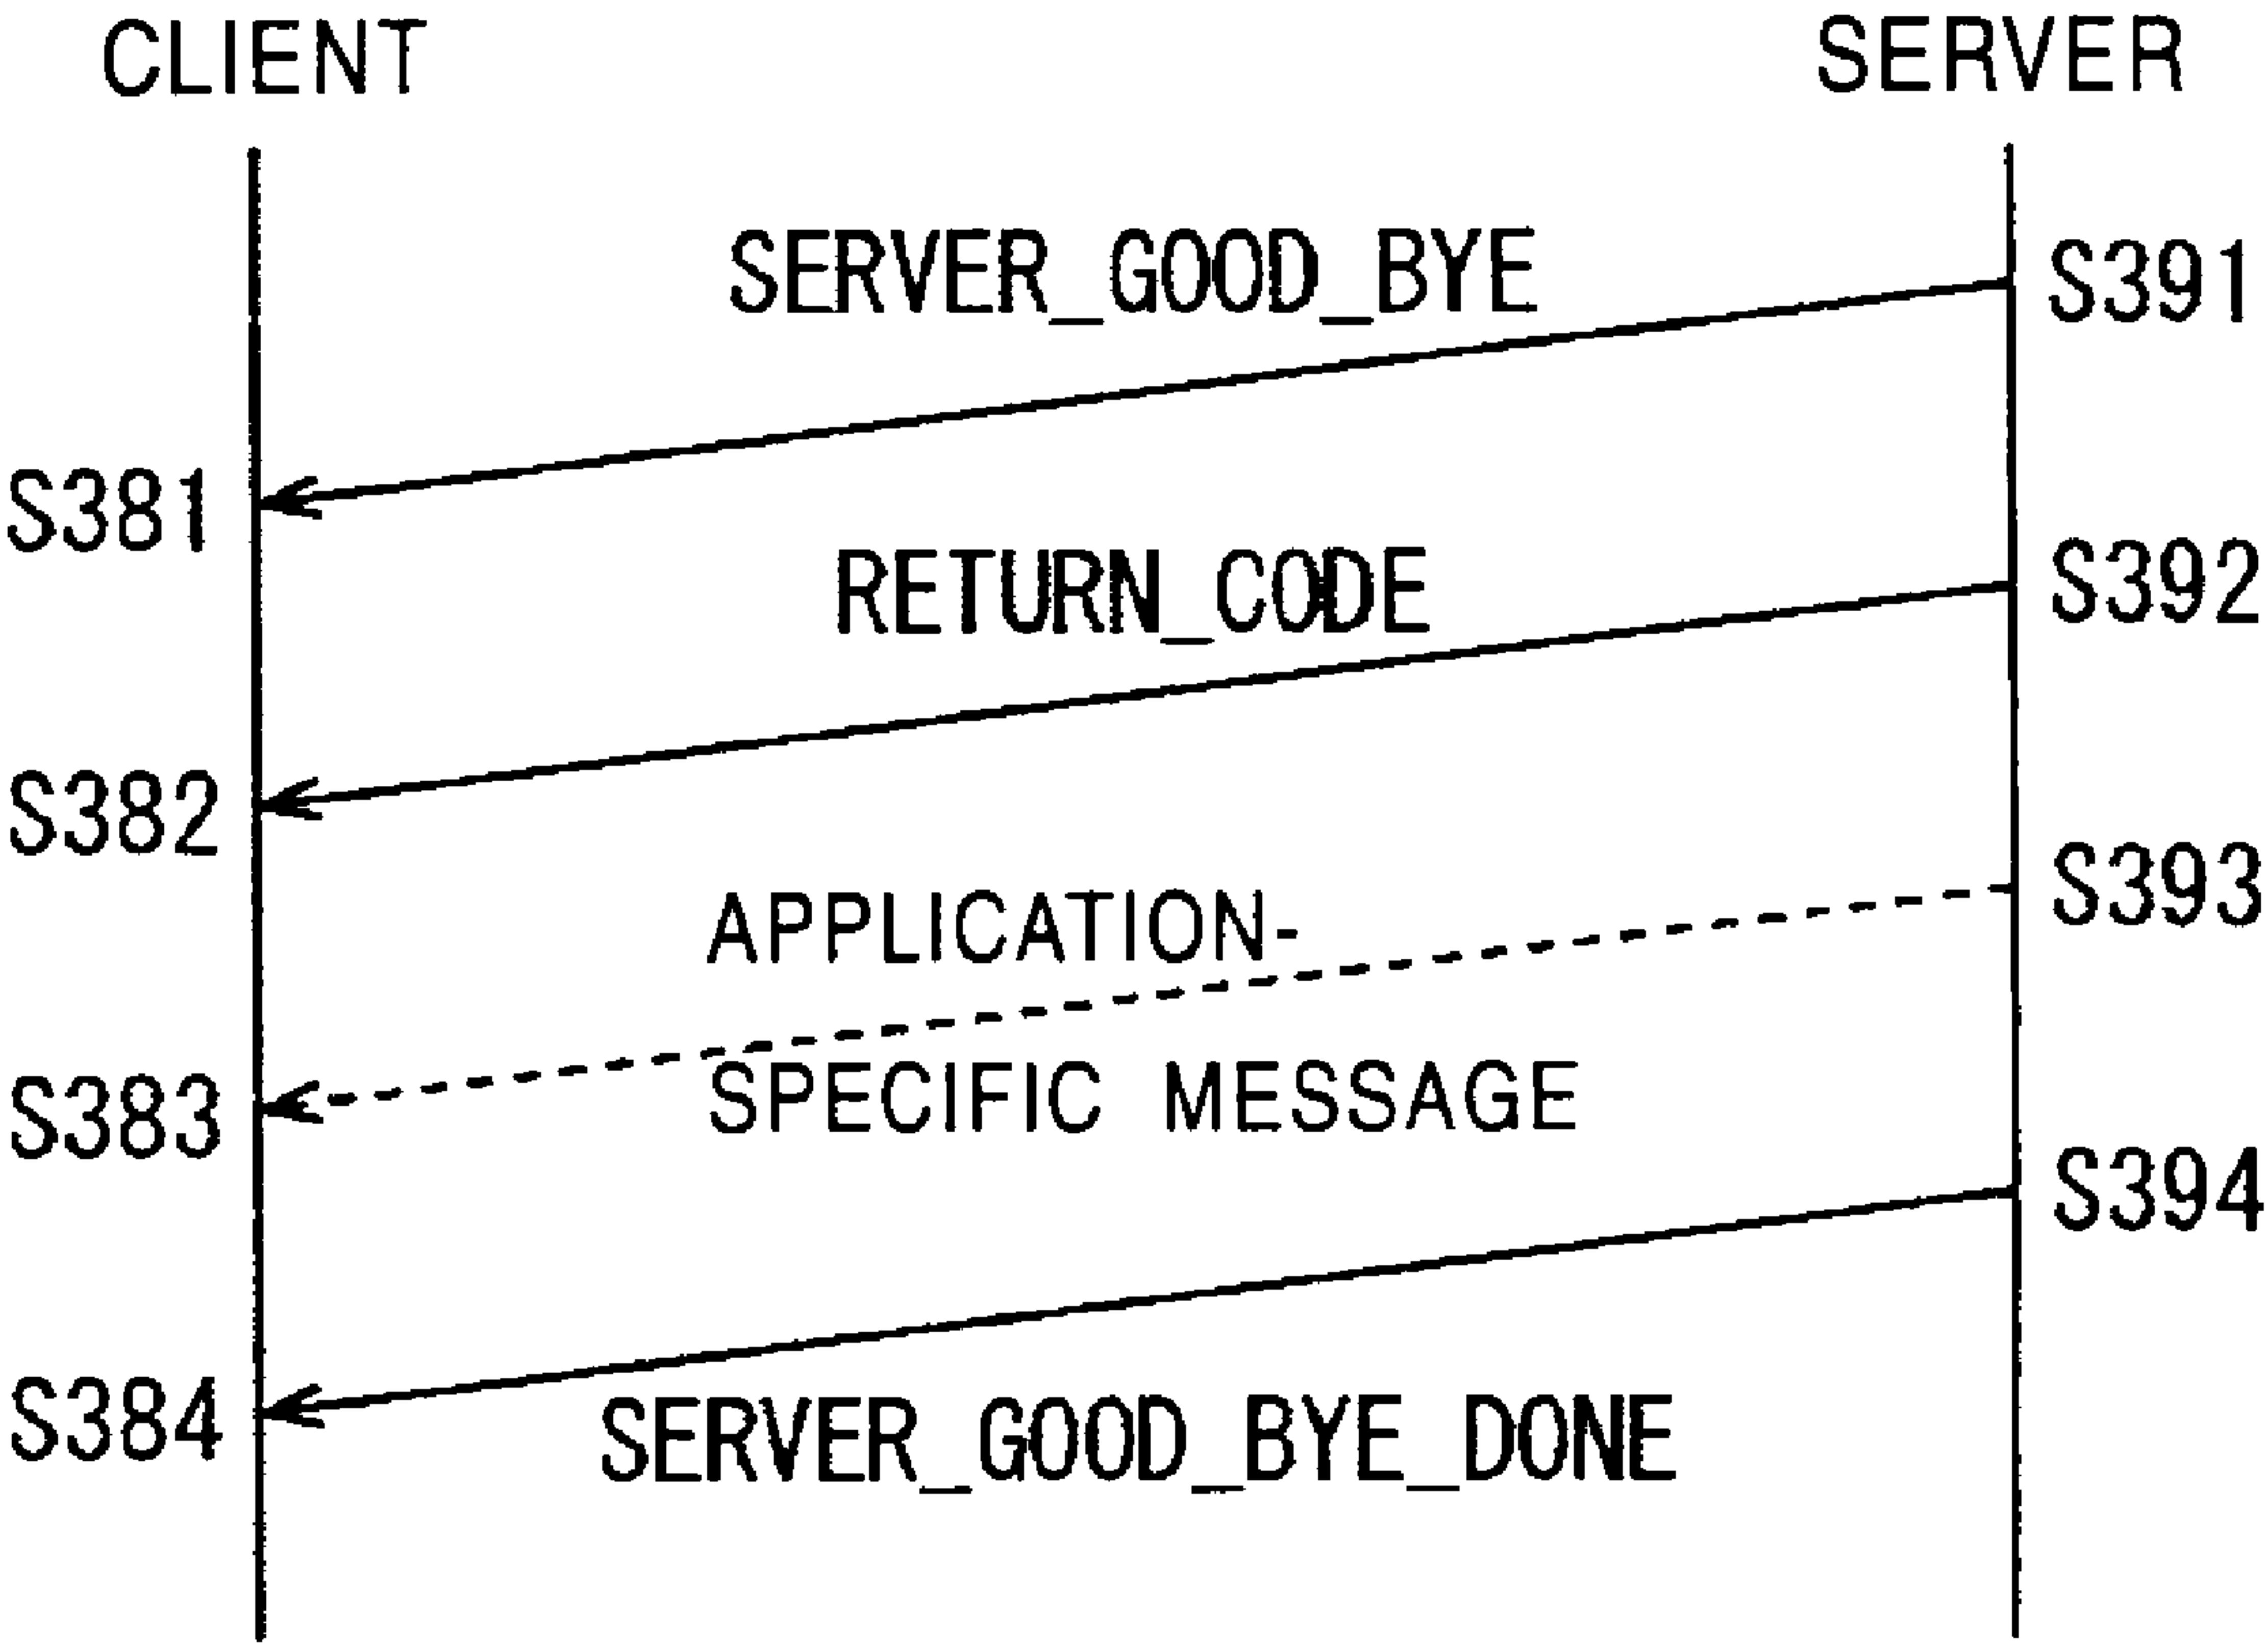 CLIENT SERVER
SERVER_GOOD_BYE S391
S381
RETURN_CODE S392
S382
S393
APPLICATION-
SPECIFIC MESSAGE
S383
S394
S384
SERVER_GOOD_BYE_DONE